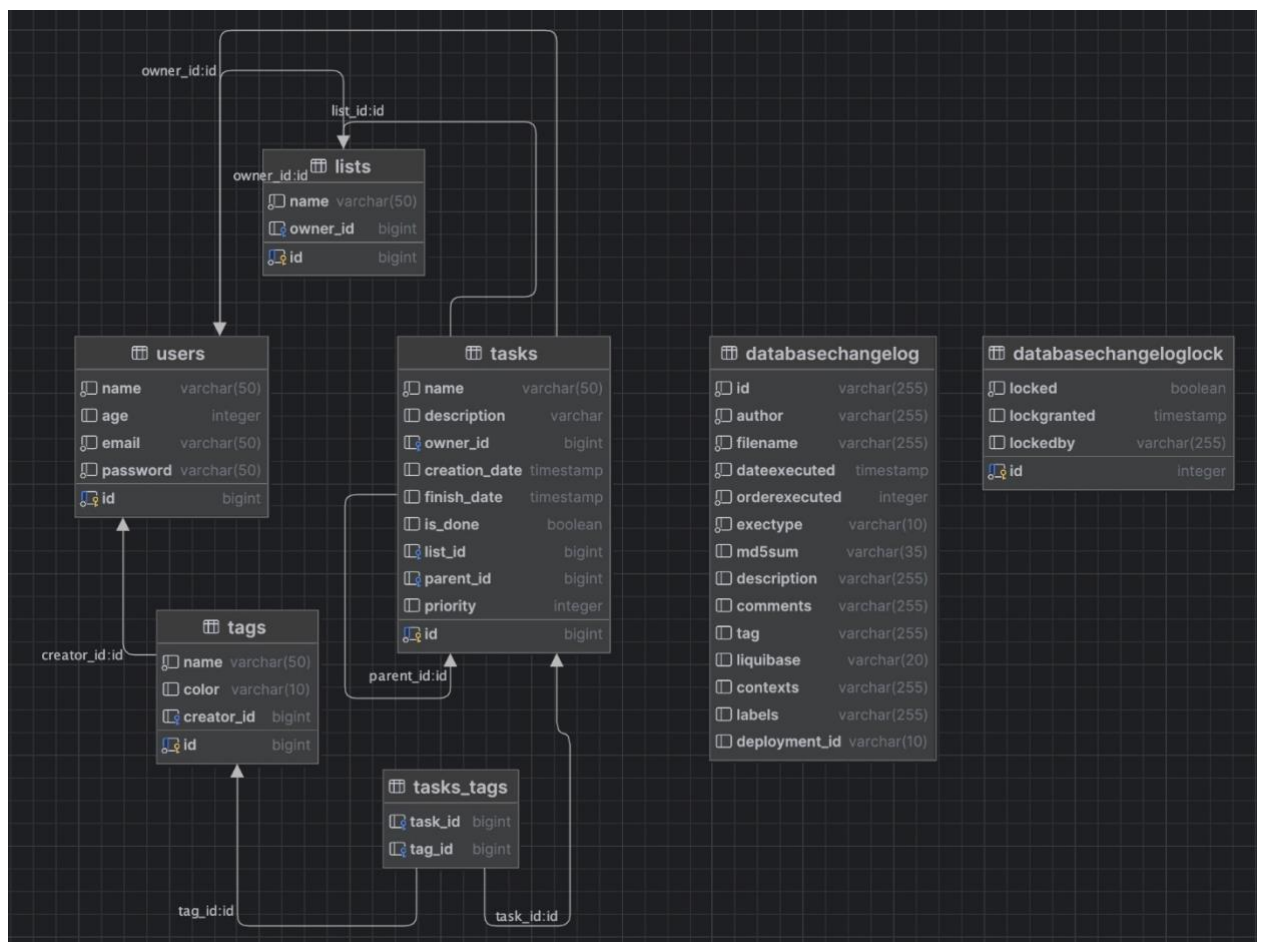 owner_id:id
list_id:id
lists
owner_id:id
name varchar(50)
owner_id bigint
id bigint
users
name varchar(50)
age integer
email varchar(50)
password varchar(50)
id bigint
tasks
name varchar(50)
description varchar
owner_id bigint
creation_date timestamp
finish_date timestamp
is_done boolean
list_id bigint
parent_id bigint
priority integer
id bigint
databasechangelog
id varchar(255)
author varchar(255)
filename varchar(255)
dateexecuted timestamp
orderexecuted integer
exectype varchar(10)
md5sum varchar(35)
description varchar(255)
comments varchar(255)
tag varchar(255)
liquibase varchar(20)
contexts varchar(255)
labels varchar(255)
deployment_id varchar(10)
databasechangeloglock
locked boolean
lockgranted timestamp
lockedby varchar(255)
id integer
tags
creator_id:id
name varchar(50)
color varchar(10)
creator_id bigint
id bigint
parent_id:id
tasks_tags
task_id bigint
tag_id bigint
tag_id:id
task_id:id